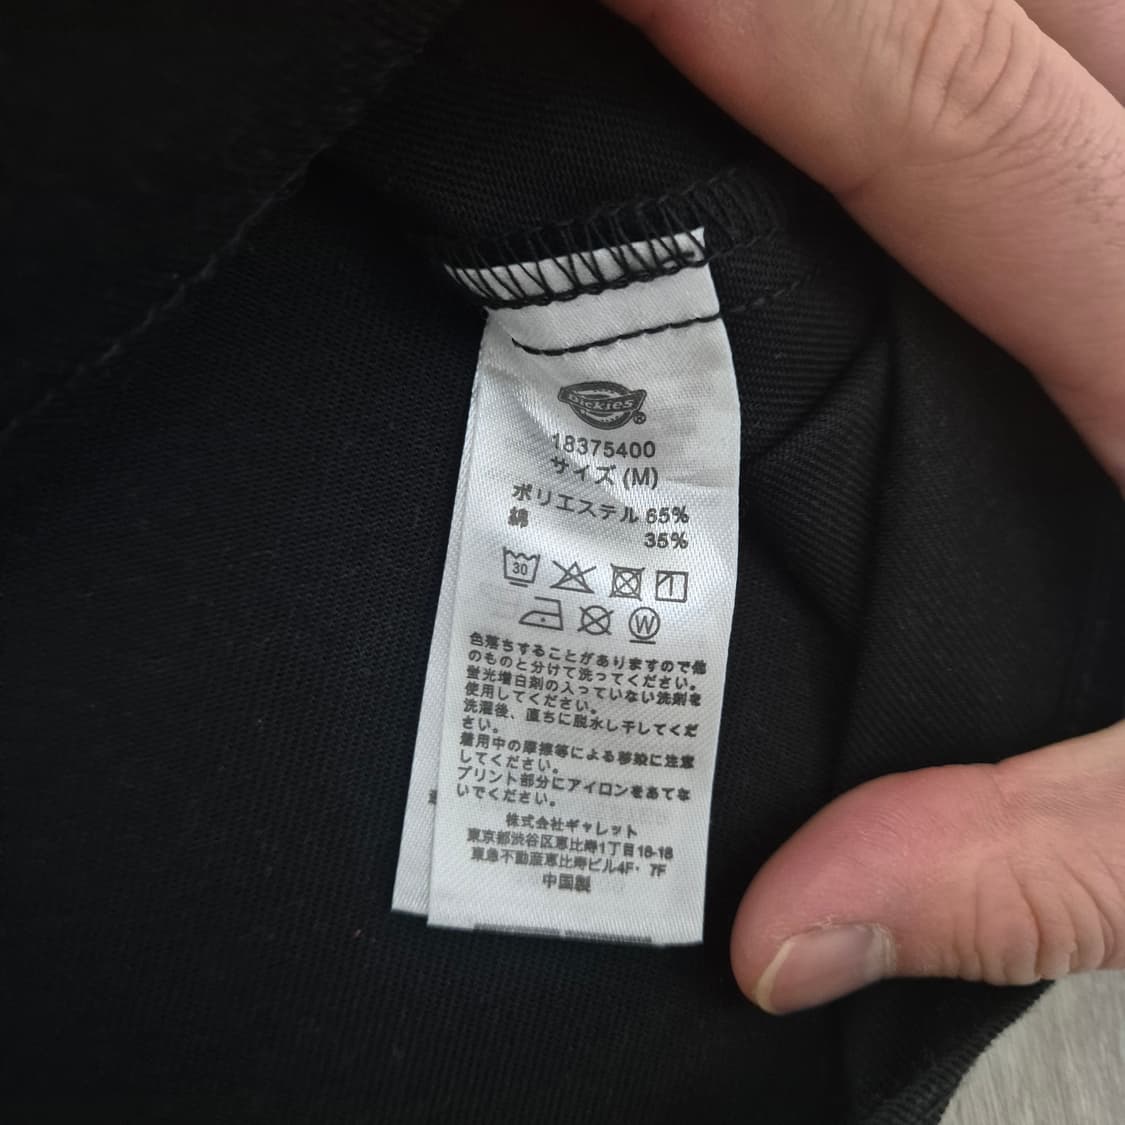 Dickies
18375400
サイズ (M)
ポリエステル 65%
綿 35%
30
W
色落ちすることがありますので他
のものと分けて洗ってください。
蛍光増白剤の入っていない洗剤を
使用してください。
洗濯後、直ちに脱水し干してくだ
さい。
着用中の摩擦等による移染に注意
してください。
プリント部分にアイロンをあてな
いでください。
株式会社ギャレット
東京都渋谷区恵比寿1丁目18-18
東急不動産恵比寿ビル4F・7F
中国製